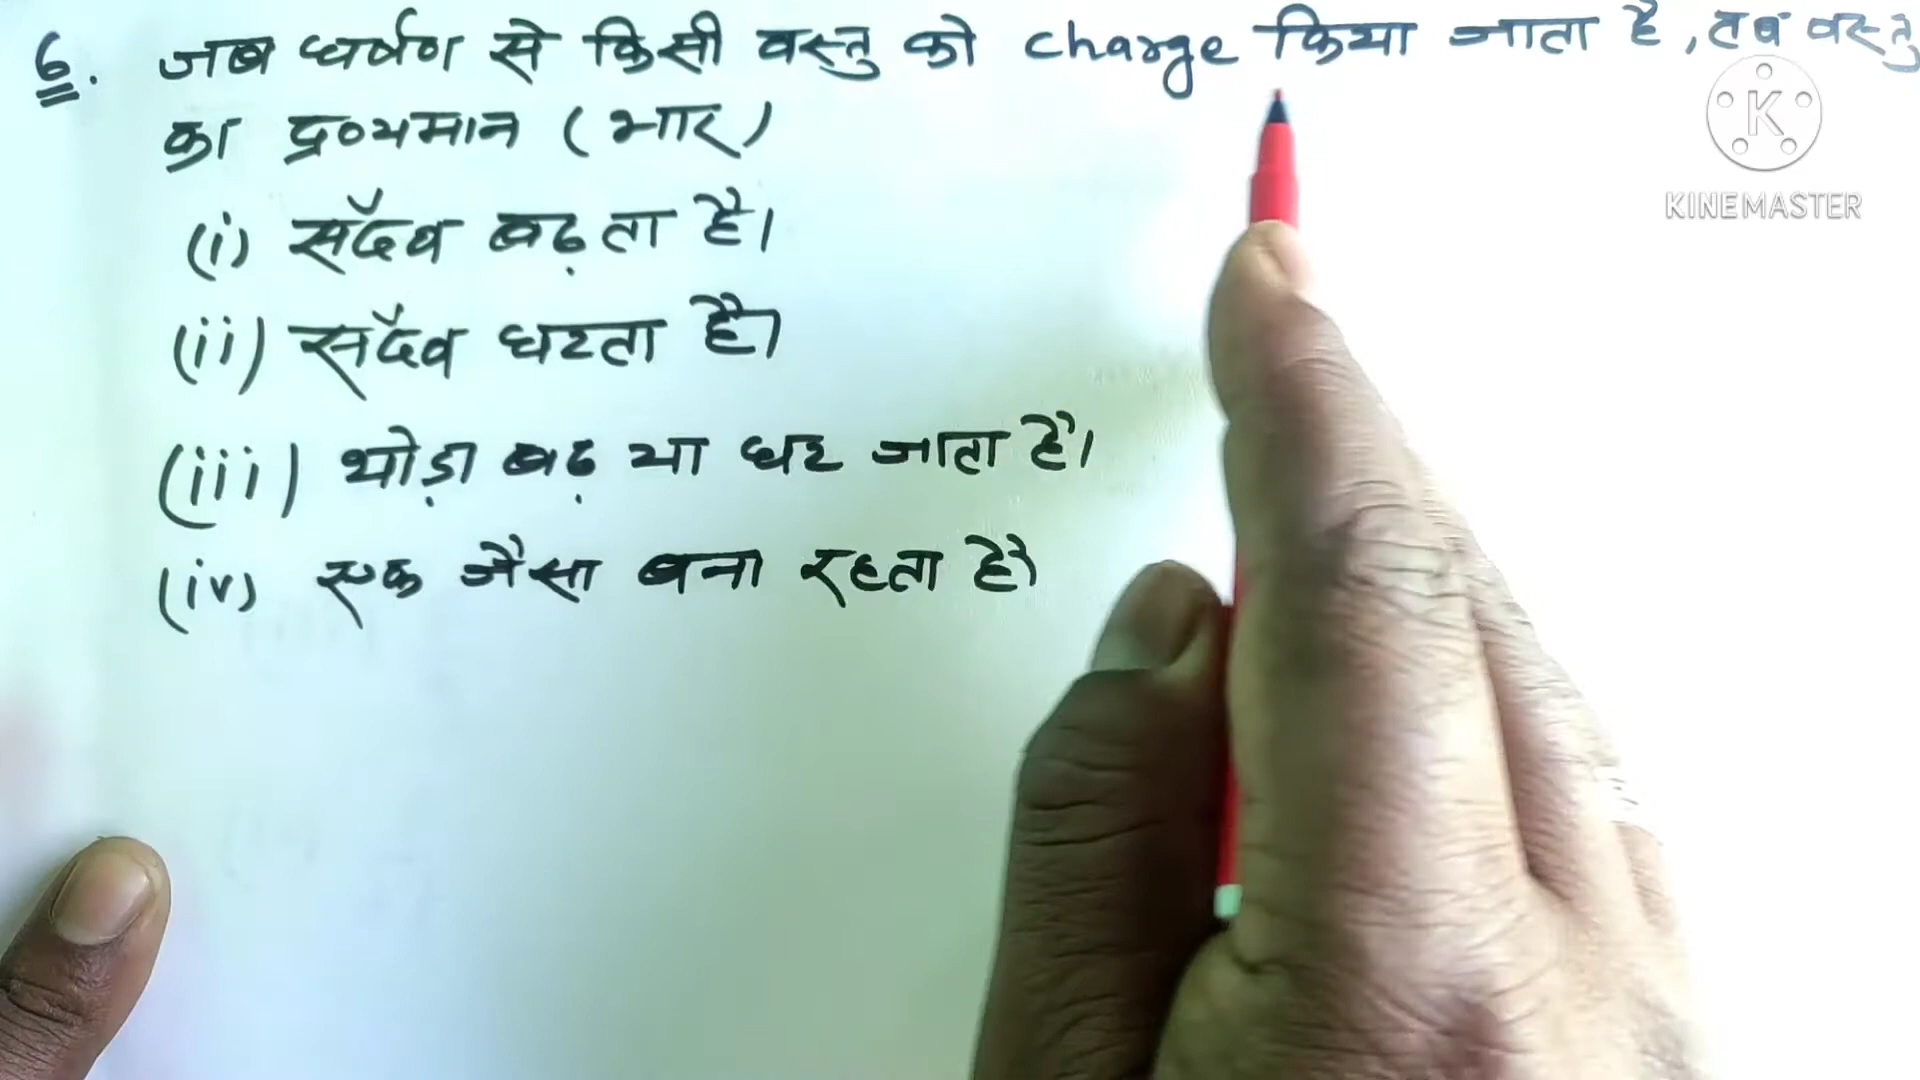 6. जब घर्षण से किसी वस्तु को charge किया जाता है, तब वस्तु
का द्रव्यमान (भार)
(i) सदैव बढ़ता है।
(ii) सदैव घटता है।
(iii) थोड़ा बढ़ या घट जाता है।
(iv) एक जैसा बना रहता है
K
KINEMASTER